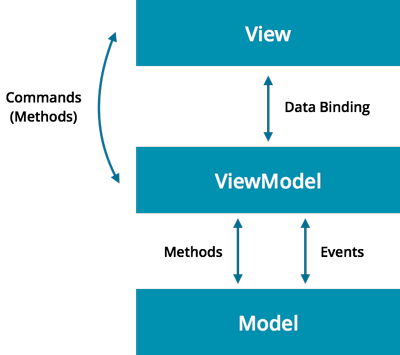 View
Commands
(Methods)
Data Binding
ViewModel
Methods
Events
Model